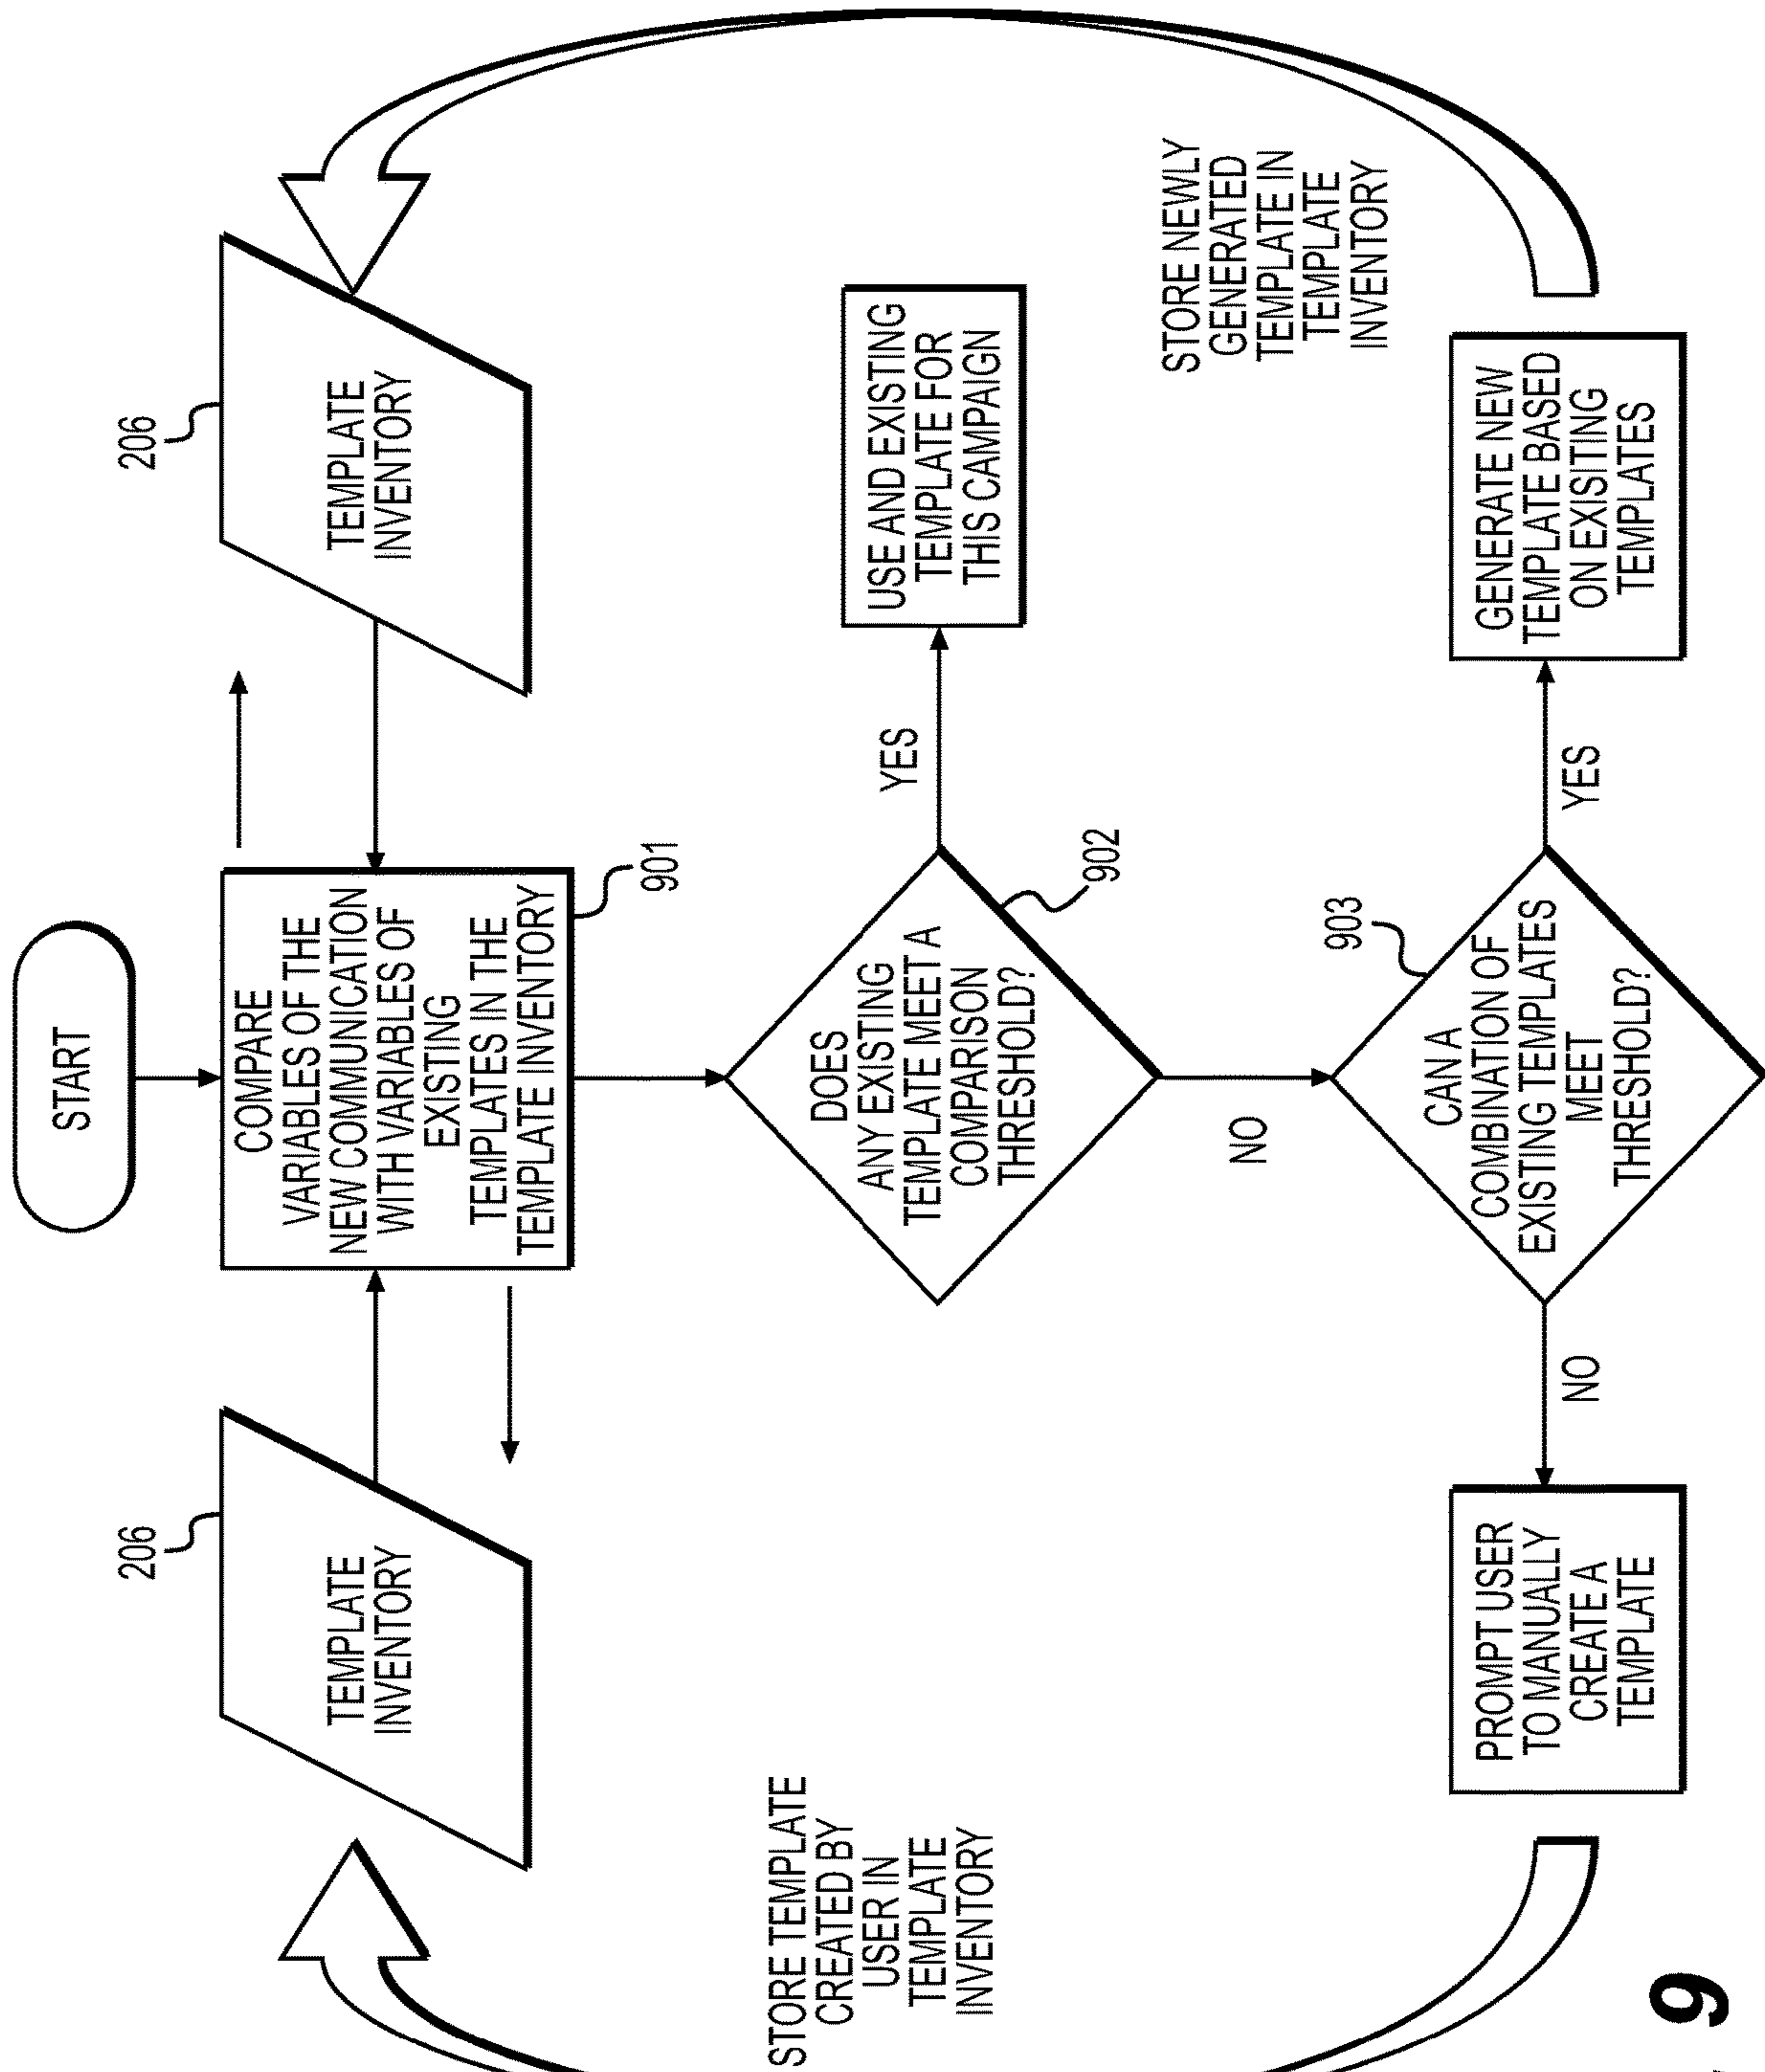 START
206
TEMPLATE
INVENTORY
COMPARE
VARIABLES OF THE
NEW COMMUNICATION
WITH VARIABLES OF
EXISTING
TEMPLATES IN THE
TEMPLATE INVENTORY
901
206
TEMPLATE
INVENTORY
DOES
ANY EXISTING
TEMPLATE MEET A
COMPARISON
THRESHOLD?
902
YES
USE AND EXISTING
TEMPLATE FOR
THIS CAMPAIGN
NO
STORE TEMPLATE
CREATED BY
USER IN
TEMPLATE
INVENTORY
STORE NEWLY
GENERATED
TEMPLATE IN
TEMPLATE
INVENTORY
903
CAN A
COMBINATION OF
EXISTING TEMPLATES
MEET
THRESHOLD?
NO
PROMPT USER
TO MANUALLY
CREATE A
TEMPLATE
YES
GENERATE NEW
TEMPLATE BASED
ON EXISITING
TEMPLATES
9